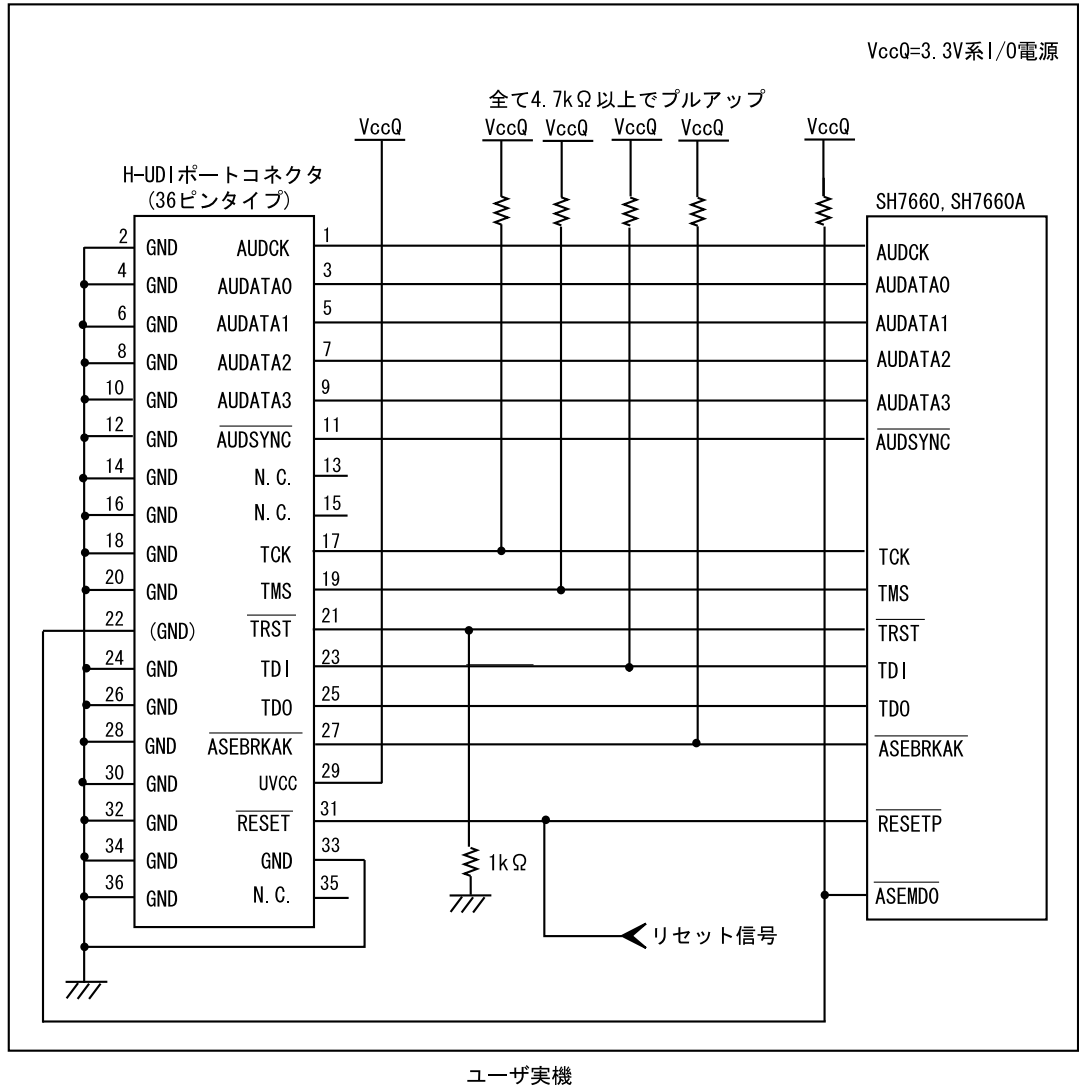 VccQ=3.3V系I/O電源
全て4.7kΩ以上でプルアップ
VccQ VccQ VccQ VccQ VccQ VccQ
H-UDIポートコネクタ
(36ピンタイプ)
SH7660, SH7660A
2 GND AUDCK 1 AUDCK
4 GND AUDATA0 3 AUDATA0
6 GND AUDATA1 5 AUDATA1
8 GND AUDATA2 7 AUDATA2
10 GND AUDATA3 9 AUDATA3
12 GND AUDSYNC 11 AUDSYNC
14 GND N.C. 13
16 GND N.C. 15
18 GND TCK 17 TCK
20 GND TMS 19 TMS
22 (GND) TRST 21 TRST
24 GND TDI 23 TDI
26 GND TDO 25 TDO
28 GND ASEBRKAK 27 ASEBRKAK
30 GND UVCC 29
32 GND RESET 31 RESETP
34 GND GND 33
1kΩ
36 GND N.C. 35 ASEMD0
リセット信号
ユーザ実機